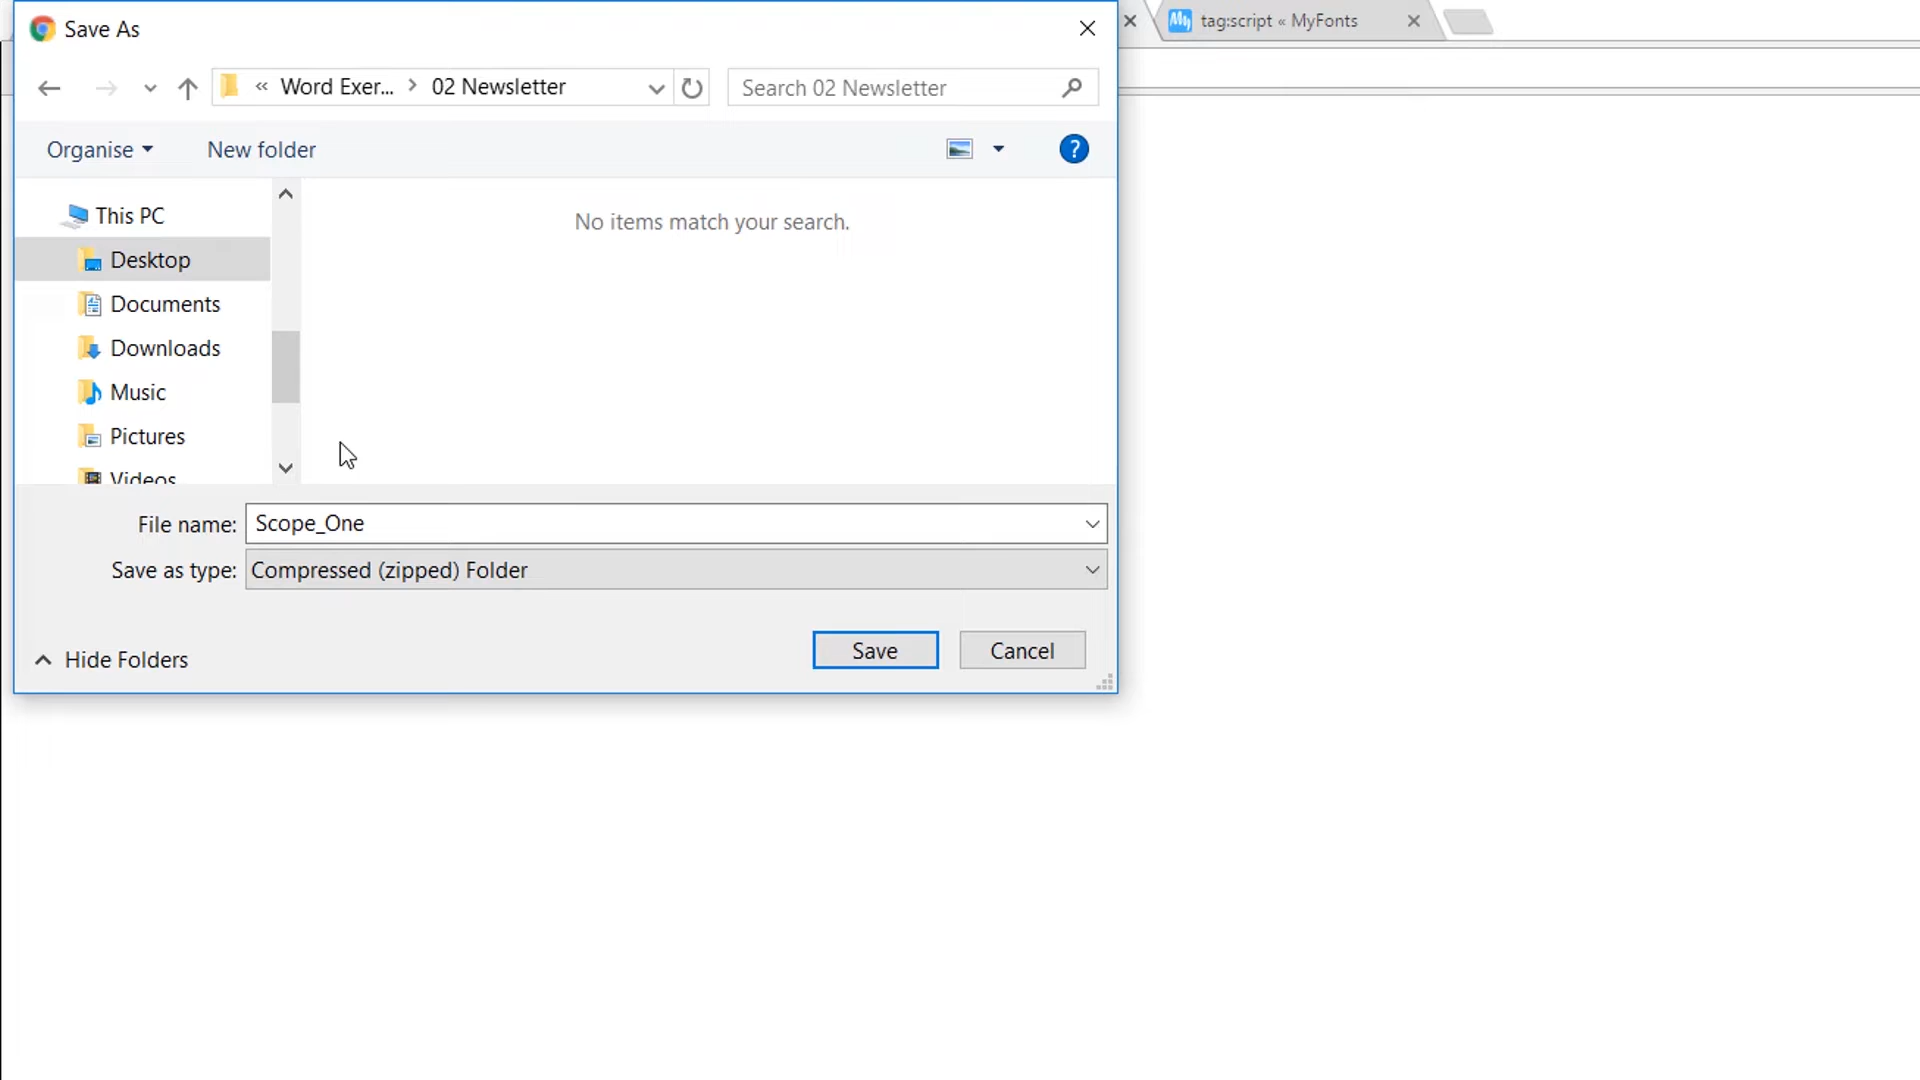 Save As
tag:script « MyFonts
« Word Exer... > 02 Newsletter
Search 02 Newsletter
Organise
New folder
?
This PC
No items match your search.
Desktop
Documents
Downloads
Music
Pictures
Videos
File name: Scope_One
Save as type: Compressed (zipped) Folder
Save
Cancel
Hide Folders